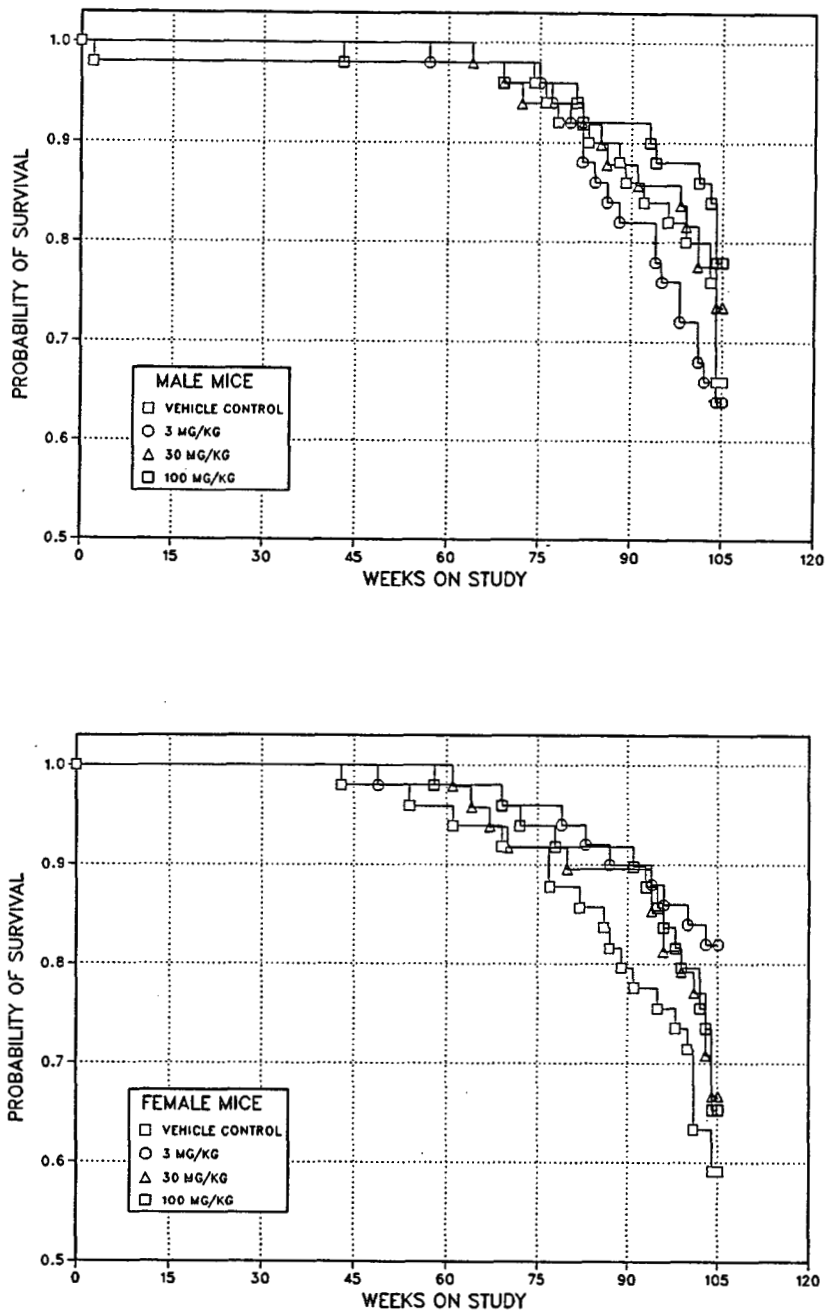 1.0
0.9
0.8
0.7
0.6
0.5
PROBABILITY OF SURVIVAL
MALE MICE
VEHICLE CONTROL
3 MG/KG
30 MG/KG
100 MG/KG
0 15 30 45 60 75 90 105 120
WEEKS ON STUDY
1.0
0.9
0.8
0.7
0.6
0.5
PROBABILITY OF SURVIVAL
FEMALE MICE
VEHICLE CONTROL
3 MG/KG
30 MG/KG
100 MG/KG
0 15 30 45 60 75 90 105 120
WEEKS ON STUDY